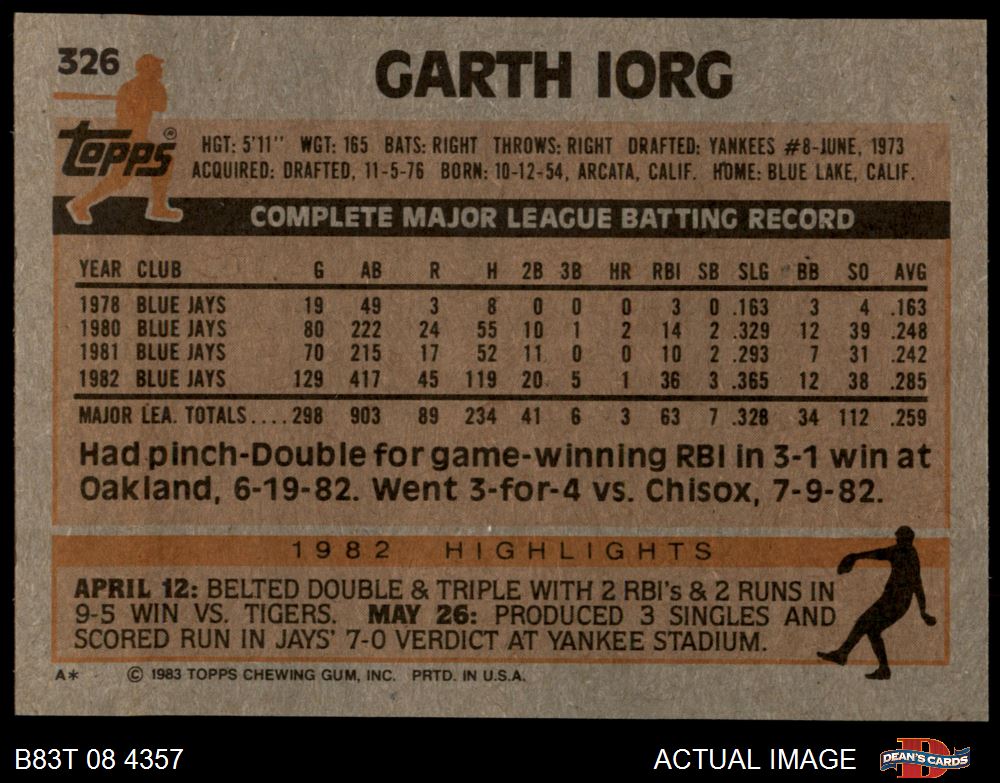 326
GARTH IORG
topps®
HGT: 5'11" WGT: 165 BATS: RIGHT THROWS: RIGHT DRAFTED: YANKEES #8-JUNE, 1973
ACQUIRED: DRAFTED, 11-5-76 BORN: 10-12-54, ARCATA, CALIF. HOME: BLUE LAKE, CALIF.
COMPLETE MAJOR LEAGUE BATTING RECORD
YEAR CLUB G AB R H 2B 3B HR RBI SB SLG BB SO AVG
1978 BLUE JAYS 19 49 3 8 0 0 0 3 0 .163 3 4 .163
1980 BLUE JAYS 80 222 24 55 10 1 2 14 2 .329 12 39 .248
1981 BLUE JAYS 70 215 17 52 11 0 0 10 2 .293 7 31 .242
1982 BLUE JAYS 129 417 45 119 20 5 1 36 3 .365 12 38 .285
MAJOR LEA. TOTALS....298 903 89 234 41 6 3 63 7 .328 34 112 .259
Had pinch-Double for game-winning RBI in 3-1 win at
Oakland, 6-19-82. Went 3-for-4 vs. Chisox, 7-9-82.
1982 HIGHLIGHTS
APRIL 12: BELTED DOUBLE & TRIPLE WITH 2 RBI's & 2 RUNS IN
9-5 WIN VS. TIGERS. MAY 26: PRODUCED 3 SINGLES AND
SCORED RUN IN JAYS' 7-0 VERDICT AT YANKEE STADIUM.
A* © 1983 TOPPS CHEWING GUM, INC. PRTD. IN U.S.A.
B83T 08 4357 ACTUAL IMAGE D DEAN'S CARDS